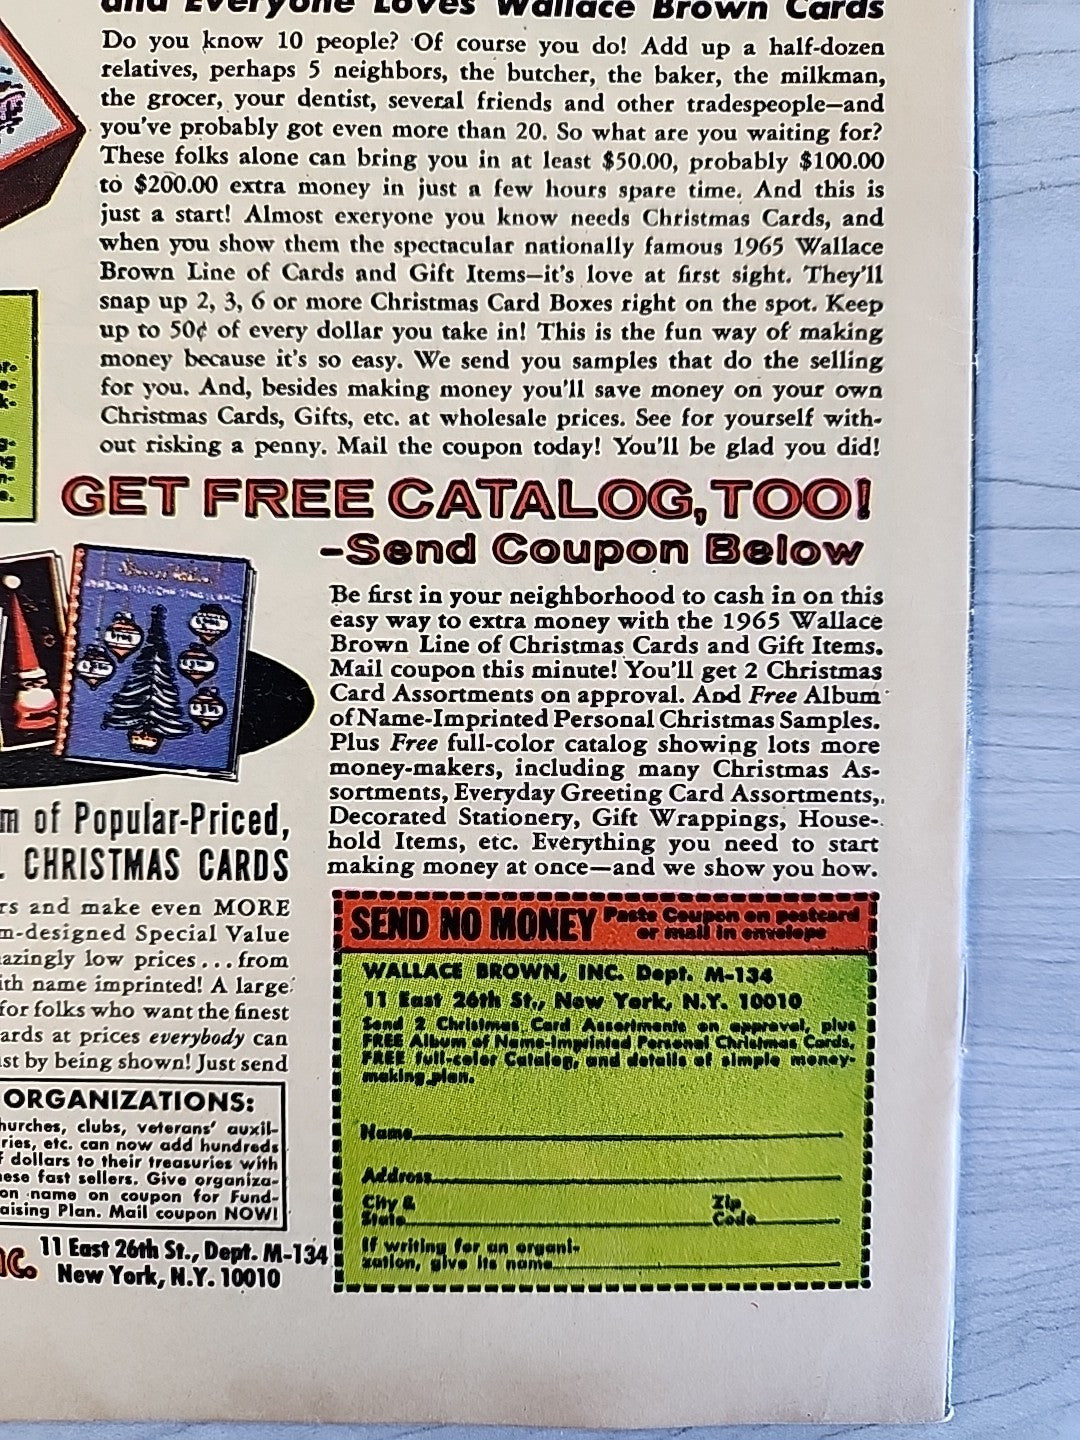 and Everyone Loves Wallace Brown Cards
Do you know 10 people? Of course you do! Add up a half-dozen
relatives, perhaps 5 neighbors, the butcher, the baker, the milkman,
the grocer, your dentist, several friends and other tradespeople—and
you've probably got even more than 20. So what are you waiting for?
These folks alone can bring you in at least $50.00, probably $100.00
to $200.00 extra money in just a few hours spare time. And this is
just a start! Almost exeryone you know needs Christmas Cards, and
when you show them the spectacular nationally famous 1965 Wallace
Brown Line of Cards and Gift Items—it's love at first sight. They'll
snap up 2, 3, 6 or more Christmas Card Boxes right on the spot. Keep
up to 50¢ of every dollar you take in! This is the fun way of making
money because it's so easy. We send you samples that do the selling
for you. And, besides making money you'll save money on your own
Christmas Cards, Gifts, etc. at wholesale prices. See for yourself with-
out risking a penny. Mail the coupon today! You'll be glad you did!
GET FREE CATALOG, TOO!
-Send Coupon Below
Be first in your neighborhood to cash in on this
easy way to extra money with the 1965 Wallace
Brown Line of Christmas Cards and Gift Items.
Mail coupon this minute! You'll get 2 Christmas
Card Assortments on approval. And Free Album
of Name-Imprinted Personal Christmas Samples.
Plus Free full-color catalog showing lots more
money-makers, including many Christmas As-
sortments, Everyday Greeting Card Assortments,
Decorated Stationery, Gift Wrappings, House-
hold Items, etc. Everything you need to start
making money at once—and we show you how.
of Popular-Priced,
CHRISTMAS CARDS
and make even MORE
-designed Special Value
prices...from
name imprinted! A large
for folks who want the finest
at prices everybody can
by being shown! Just send
ORGANIZATIONS:
clubs, veterans' auxil-
etc. can now add hundreds
dollars to their treasuries with
fast sellers. Give organiza-
name on coupon for Fund-
Plan. Mail coupon NOW!
11 East 26th St., Dept. M-134
New York, N.Y. 10010
SEND NO MONEY Paste Coupon on postcard
or mail in envelope
WALLACE BROWN, INC. Dept. M-134
11 East 26th St., New York, N.Y. 10010
Send 2 Christmas Card Assortments on approval, plus
FREE Album of Name-Imprinted Personal Christmas Cards,
FREE full-color Catalog, and details of simple money-
making plan.
Name
Address
City &
State
Zip
Code
If writing for an organi-
zation, give its name